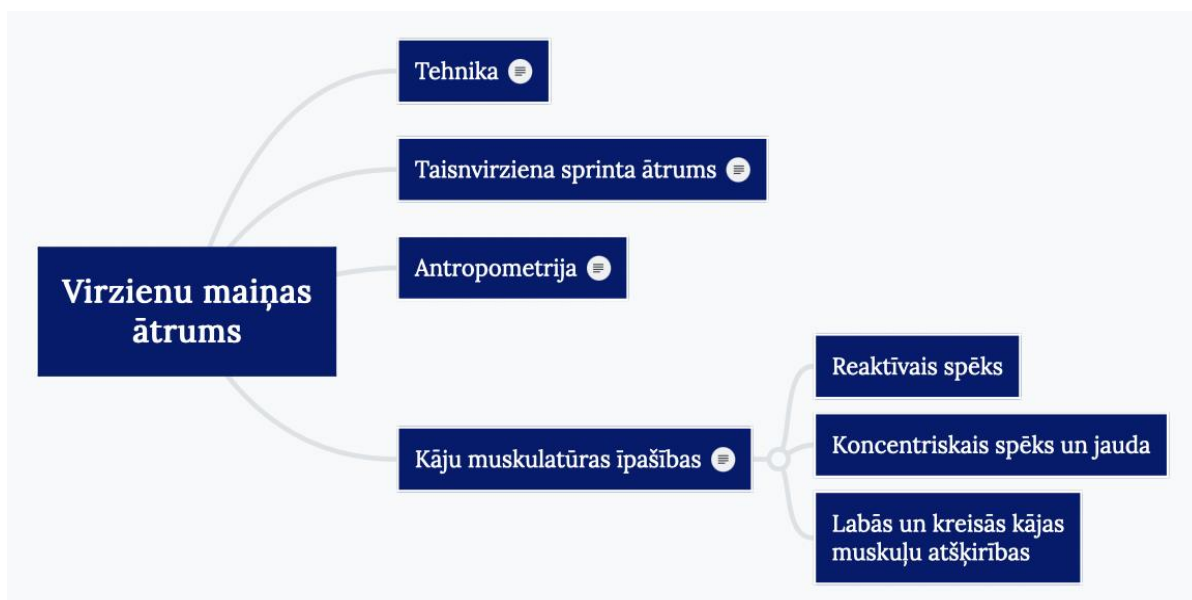 Tehnika
Taisnvirziena sprinta ātrums
Virzienu maiņas
ātrums
Antropometrija
Kāju muskulatūras īpašības
Reaktīvais spēks
Koncentriskais spēks un jauda
Labās un kreisās kājas
muskuļu atšķirības